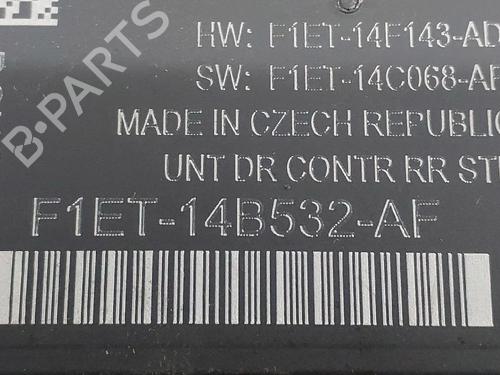 HW: F1ET-14F143-AD
SW: F1ET-14C068-AF
MADE IN CZECH REPUBLIC
UNT DR CONTR RR STD
F1ET-14B532-AF
B-PARTS